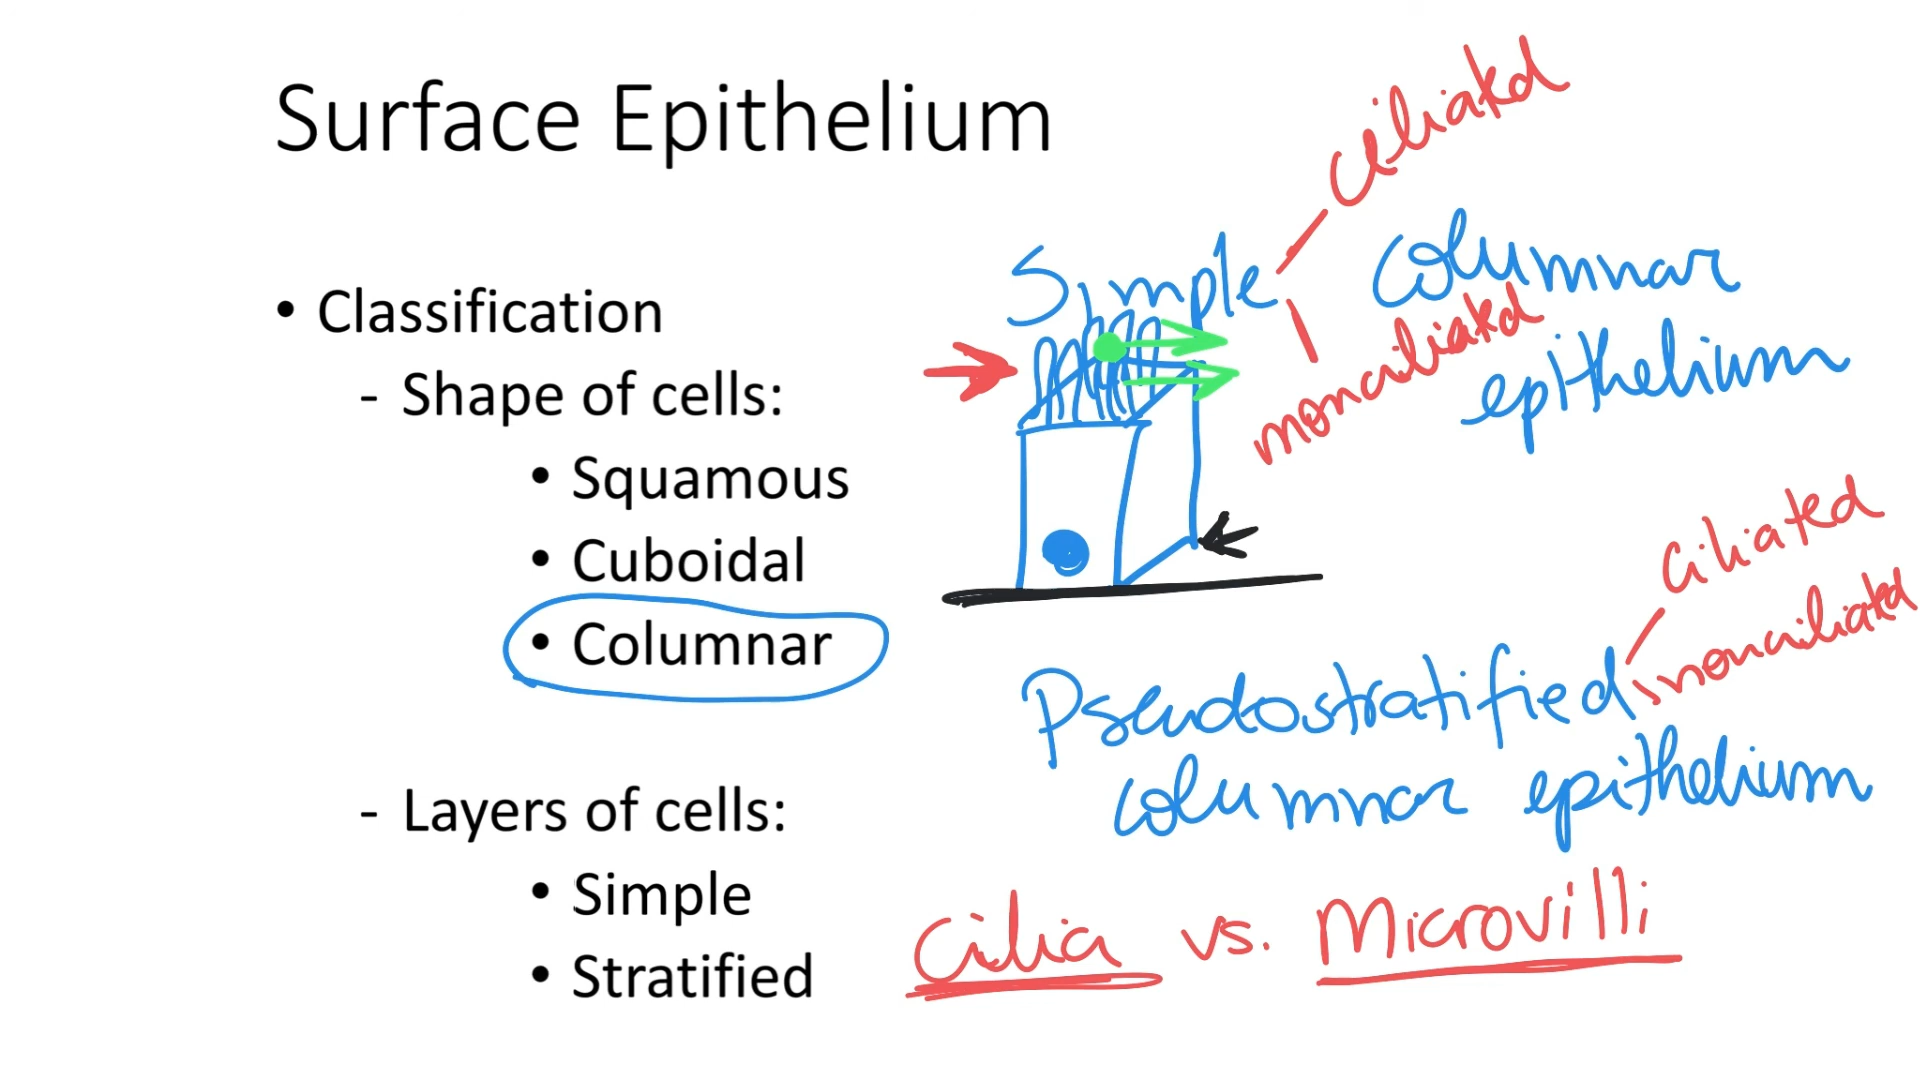 Surface Epithelium
• Classification
- Shape of cells:
• Squamous
• Cuboidal
• Columnar
- Layers of cells:
• Simple
• Stratified
ciliated
Simple columnar
nonciliated
epithelium
ciliated
nonciliated
Pseudostratified
columnar epithelium
Cilia vs. Microvilli